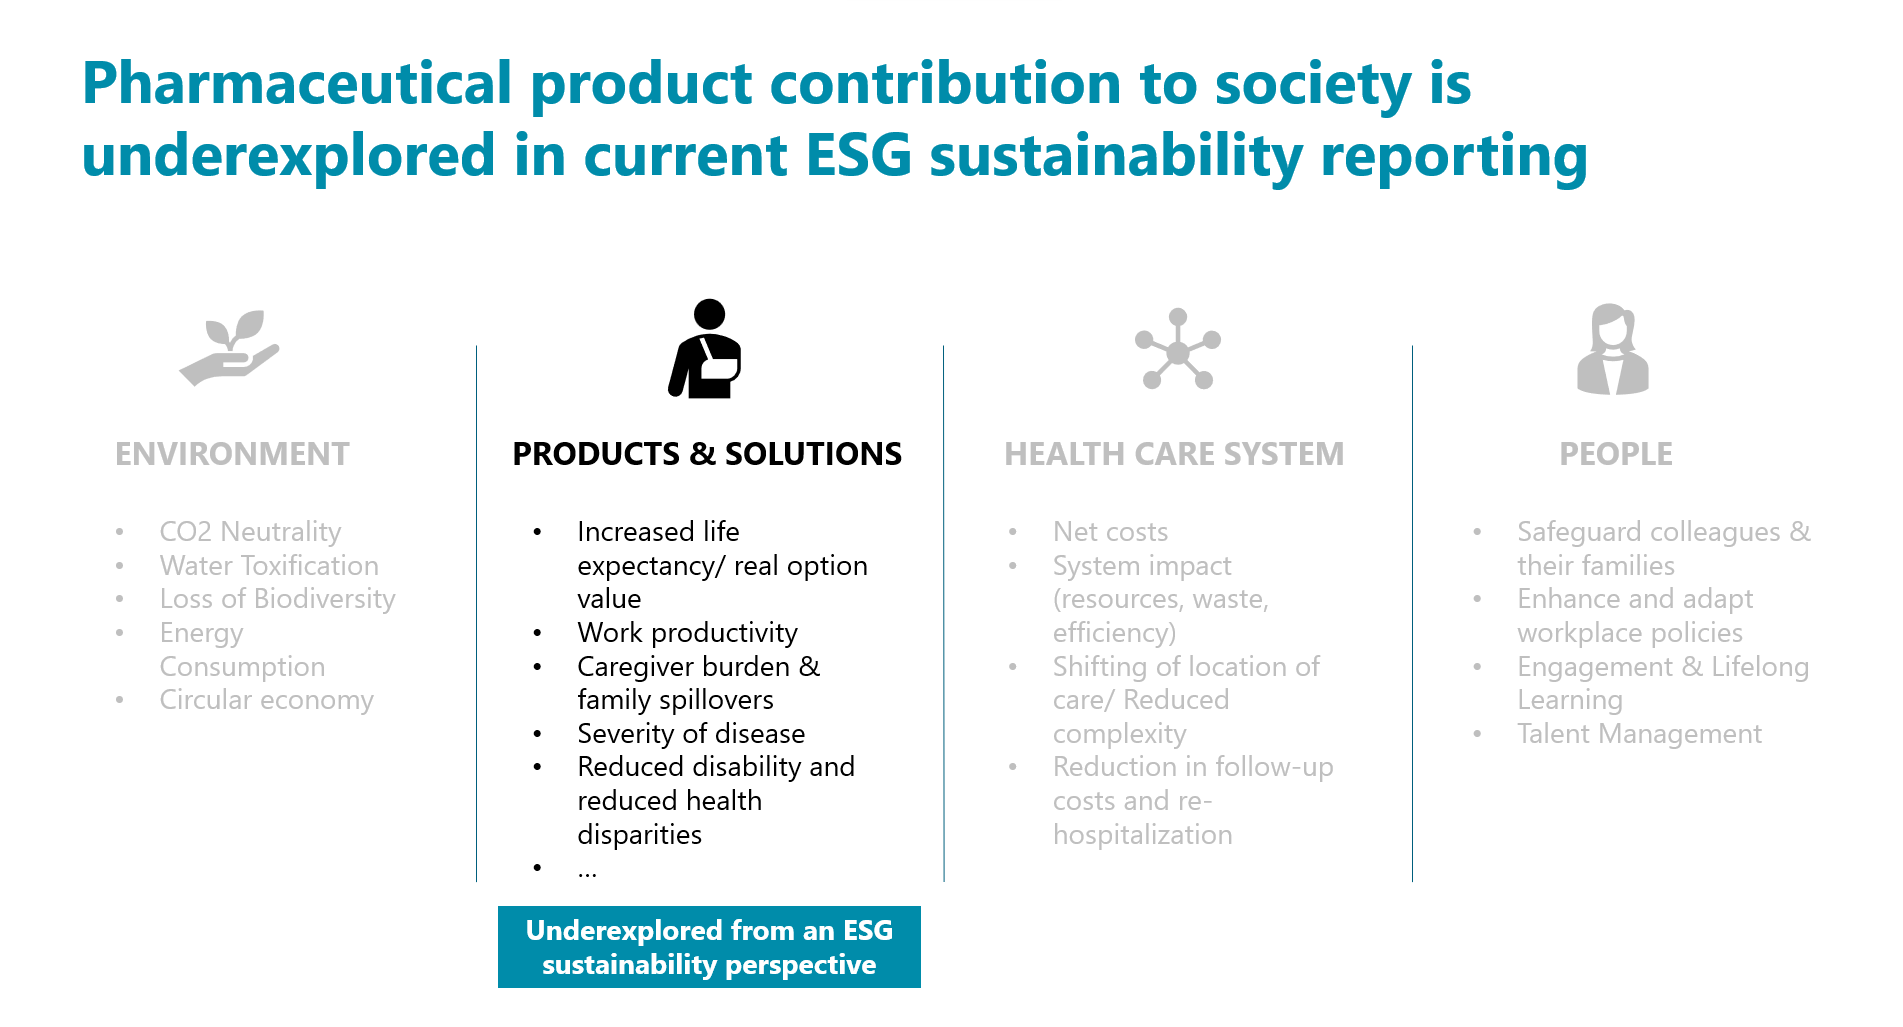 Pharmaceutical product contribution to society is
underexplored in current ESG sustainability reporting
ENVIRONMENT
• CO2 Neutrality
• Water Toxification
• Loss of Biodiversity
• Energy
Consumption
• Circular economy
PRODUCTS & SOLUTIONS
• Increased life
expectancy/ real option
value
• Work productivity
• Caregiver burden &
family spillovers
• Severity of disease
• Reduced disability and
reduced health
disparities
• ...
Underexplored from an ESG
sustainability perspective
HEALTH CARE SYSTEM
• Net costs
• System impact
(resources, waste,
efficiency)
• Shifting of location of
care/ Reduced
complexity
• Reduction in follow-up
costs and re-
hospitalization
PEOPLE
• Safeguard colleagues &
their families
• Enhance and adapt
workplace policies
• Engagement & Lifelong
Learning
• Talent Management